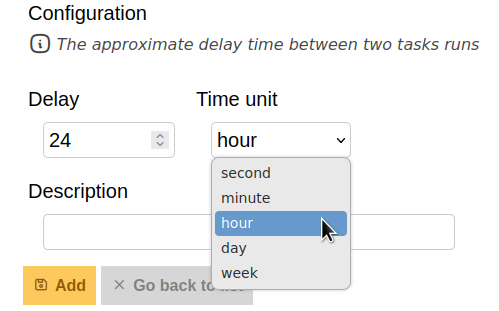 Configuration
The approximate delay time between two tasks runs
Delay
Time unit
24
hour
second
minute
hour
day
week
Description
Add
Go back to